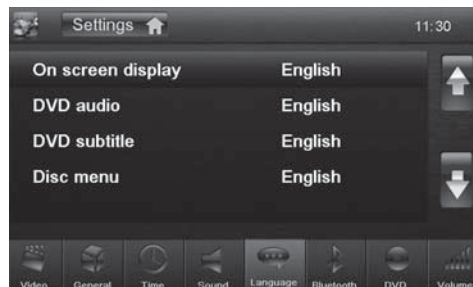 Settings 11:30
On screen display English
DVD audio English
DVD subtitle English
Disc menu English
Video General Time Sound Language Bluetooth DVD Volume